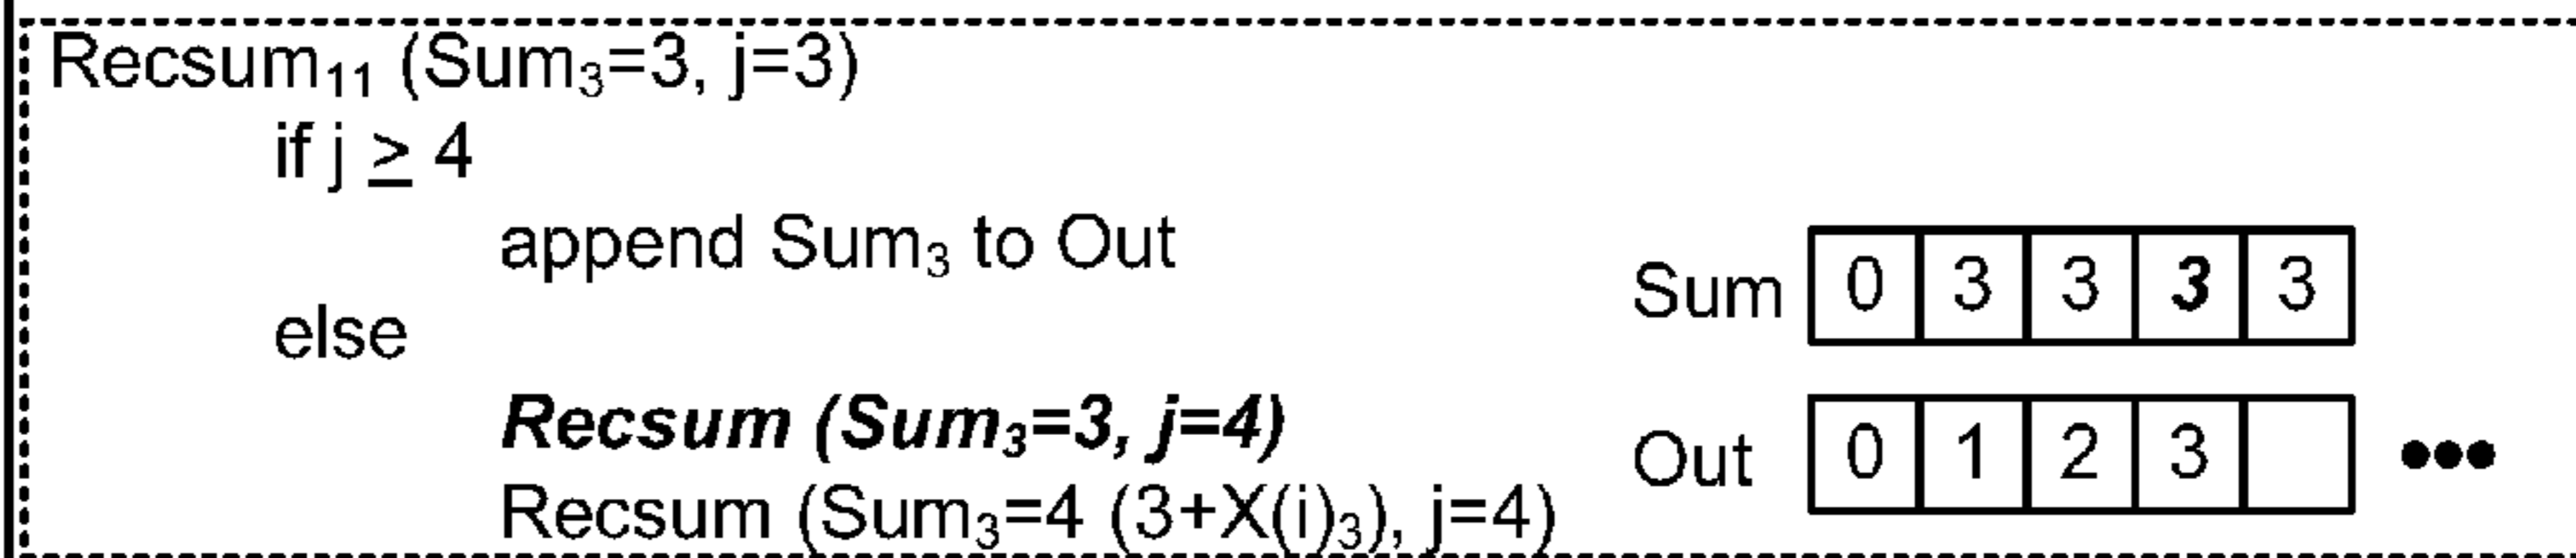 Recsum₁₁ (Sum₃=3, j=3)
if j ≥ 4
append Sum₃ to Out
else
Recsum (Sum₃=3, j=4)
Recsum (Sum₃=4 (3+X(i)₃), j=4)
Sum 0 3 3 3 3
Out 0 1 2 3 •••